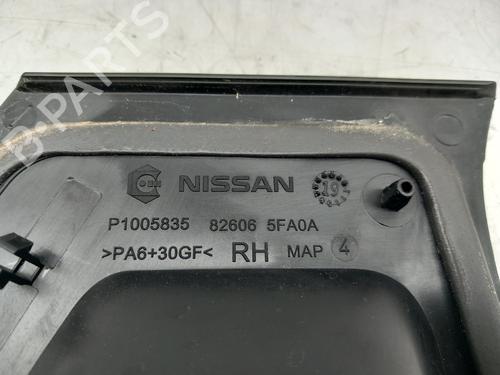 NISSAN 19
P1005835 82606 5FA0A
>PA6+30GF< RH MAP 4